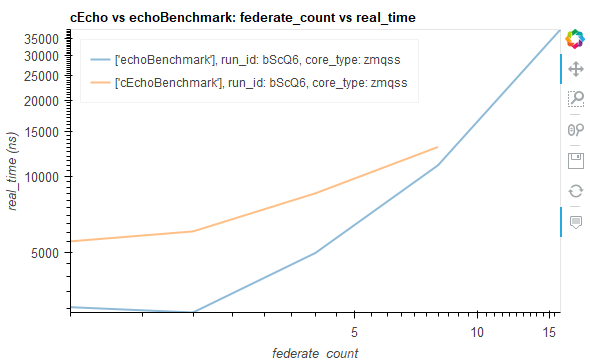 cEcho vs echoBenchmark: federate_count vs real_time
['echoBenchmark'], run_id: bScQ6, core_type: zmqss
['cEchoBenchmark'], run_id: bScQ6, core_type: zmqss
real_time (ns)
35000
30000
25000
20000
15000
10000
5000
5
10
15
federate_count